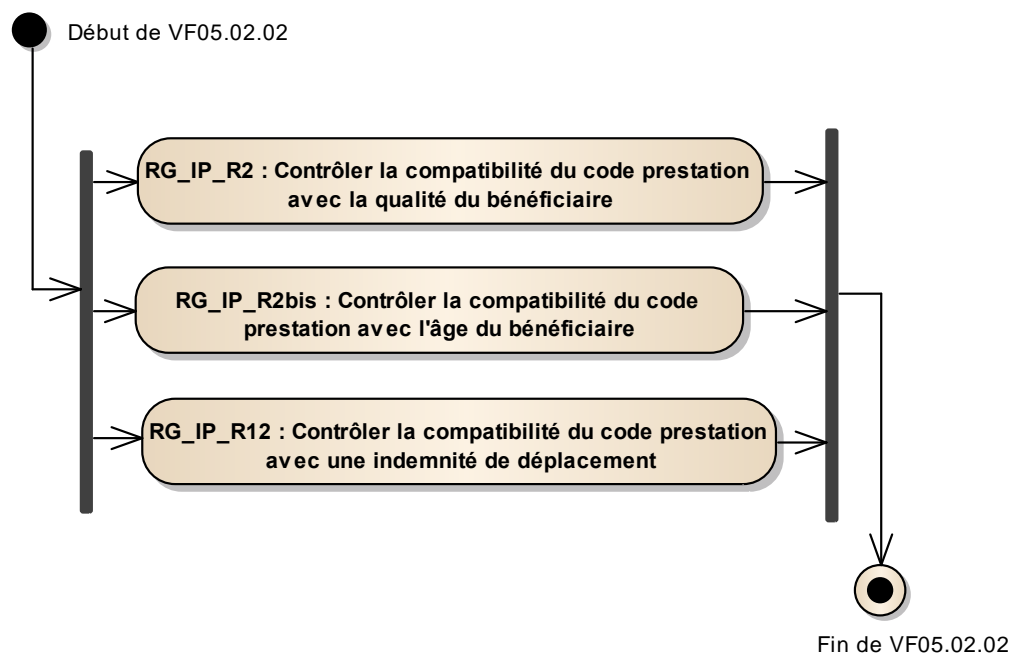 Début de VF05.02.02
RG_IP_R2 : Contrôler la compatibilité du code prestation
avec la qualité du bénéficiaire
RG_IP_R2bis : Contrôler la compatibilité du code
prestation avec l'âge du bénéficiaire
RG_IP_R12 : Contrôler la compatibilité du code prestation
avec une indemnité de déplacement
Fin de VF05.02.02